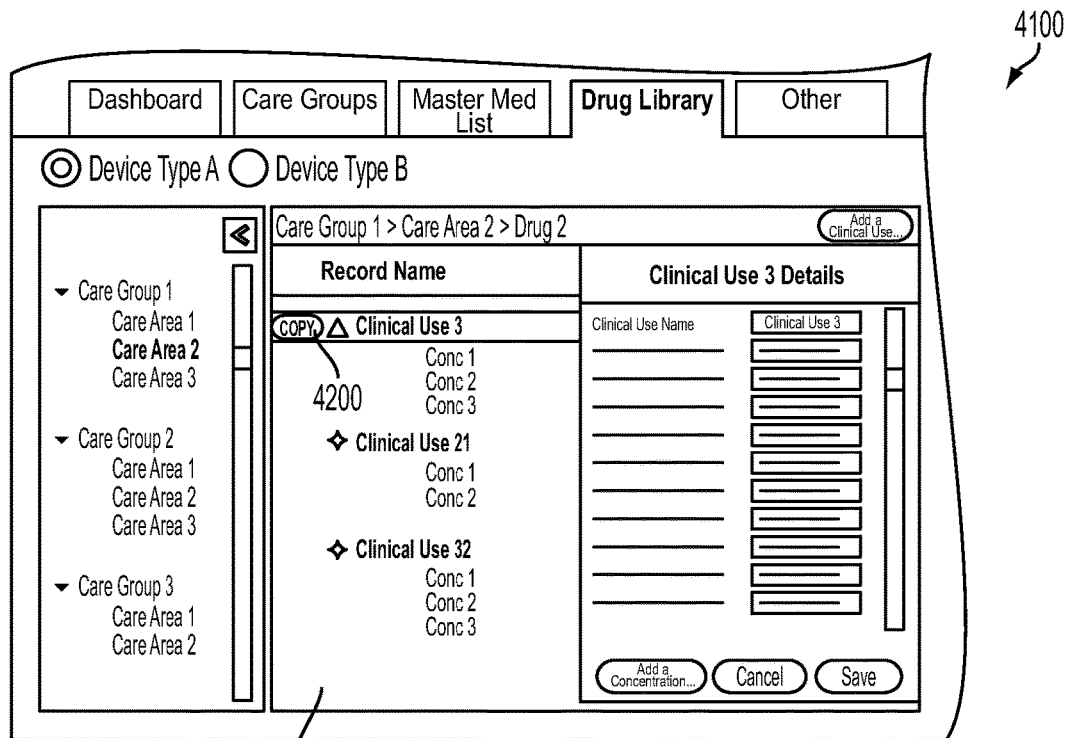 4100
Dashboard
Care Groups
Master Med
List
Drug Library
Other
Device Type A
Device Type B
Care Group 1 > Care Area 2 > Drug 2
Add a
Clinical Use...
Care Group 1
Care Area 1
Care Area 2
Care Area 3
Care Group 2
Care Area 1
Care Area 2
Care Area 3
Care Group 3
Care Area 1
Care Area 2
Record Name
COPY
Clinical Use 3
4200
Conc 1
Conc 2
Conc 3
Clinical Use 21
Conc 1
Conc 2
Clinical Use 32
Conc 1
Conc 2
Conc 3
Clinical Use 3 Details
Clinical Use Name
Clinical Use 3
Add a
Concentration...
Cancel
Save